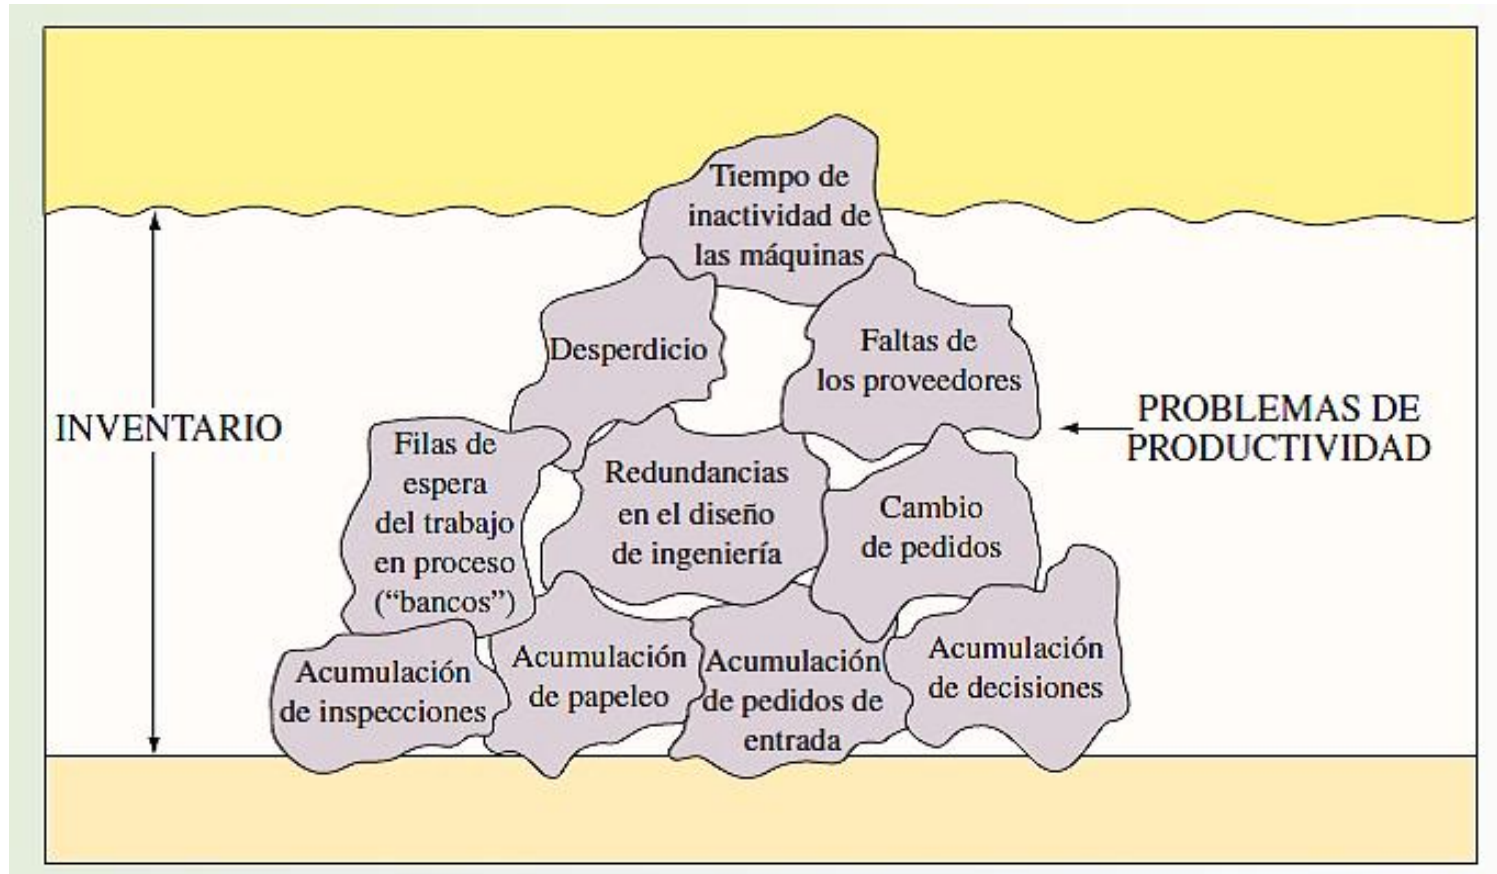 Tiempo de
inactividad de
las máquinas
Desperdicio
Faltas de
los proveedores
INVENTARIO
PROBLEMAS DE
PRODUCTIVIDAD
Filas de
espera
del trabajo
en proceso
(“bancos”)
Redundancias
en el diseño
de ingeniería
Cambio
de pedidos
Acumulación
de inspecciones
Acumulación
de papeleo
Acumulación
de pedidos de
entrada
Acumulación
de decisiones